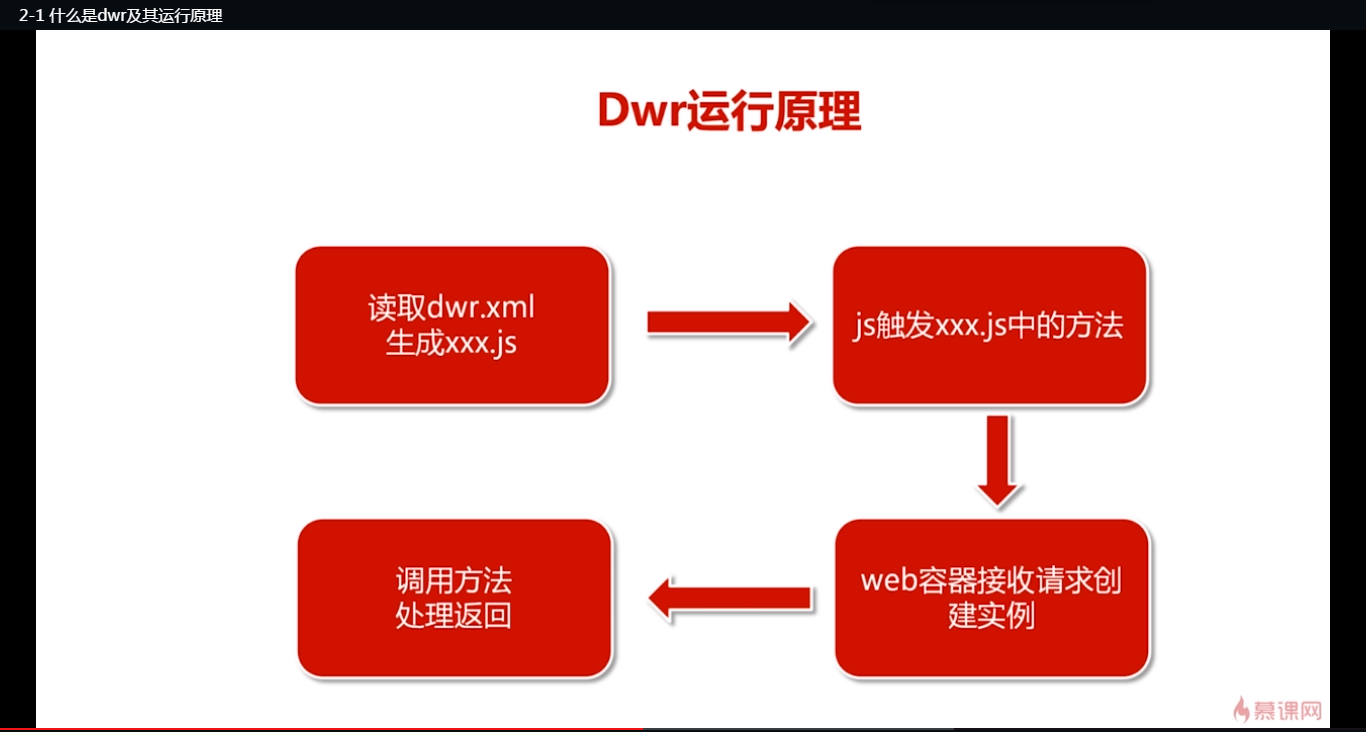 2-1 什么是dwr及其运行原理
Dwr运行原理
读取dwr.xml
生成xxx.js
js触发xxx.js中的方法
web容器接收请求创
建实例
调用方法
处理返回
慕课网